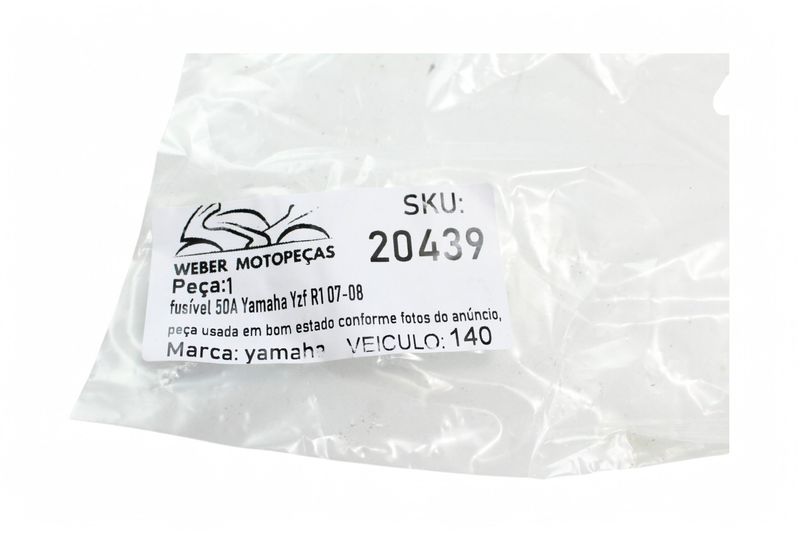 SKU:
20439
WEBER MOTOPEÇAS
Peça:1
fusível 50A Yamaha Yzf R1 07-08
peça usada em bom estado conforme fotos do anúncio,
Marca: yamaha VEICULO: 140